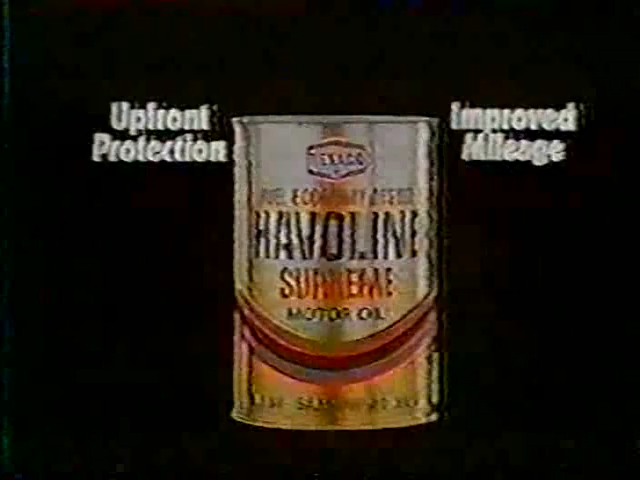 Upfront
Protection
Improved
Mileage
TEXACO
HAVOLINE
SUPREME
MOTOR OIL